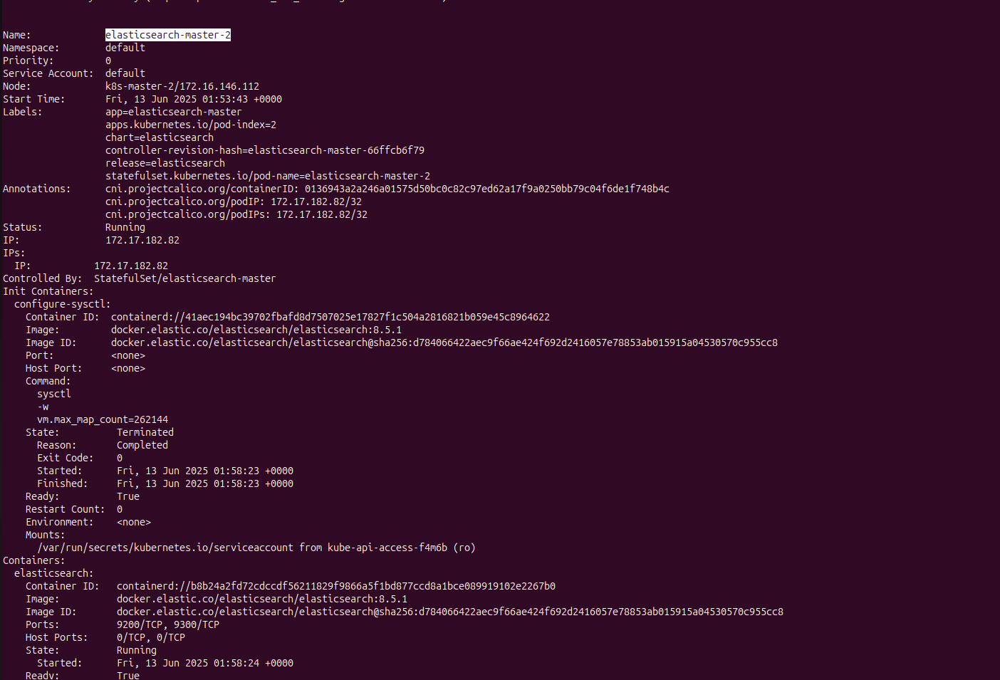 Name:             elasticsearch-master-2
Namespace:        default
Priority:         0
Service Account:  default
Node:             k8s-master-2/172.16.146.112
Start Time:       Fri, 13 Jun 2025 01:53:43 +0000
Labels:           app=elasticsearch-master
                  apps.kubernetes.io/pod-index=2
                  chart=elasticsearch
                  controller-revision-hash=elasticsearch-master-66ffcb6f79
                  release=elasticsearch
                  statefulset.kubernetes.io/pod-name=elasticsearch-master-2
Annotations:      cni.projectcalico.org/containerID: 0136943a2a246a01575d50bc0c82c97ed62a17f9a0250bb79c04f6de1f748b4c
                  cni.projectcalico.org/podIP: 172.17.182.82/32
                  cni.projectcalico.org/podIPs: 172.17.182.82/32
Status:           Running
IP:               172.17.182.82
IPs:
  IP:           172.17.182.82
Controlled By:  StatefulSet/elasticsearch-master
Init Containers:
  configure-sysctl:
    Container ID:  containerd://41aec194bc39702fbafd8d7507025e17827f1c504a2816821b059e45c8964622
    Image:         docker.elastic.co/elasticsearch/elasticsearch:8.5.1
    Image ID:      docker.elastic.co/elasticsearch/elasticsearch@sha256:d784066422aec9f66ae424f692d2416057e78853ab015915a04530570c955cc8
    Port:          <none>
    Host Port:     <none>
    Command:
      sysctl
      -w
      vm.max_map_count=262144
    State:          Terminated
      Reason:       Completed
      Exit Code:    0
      Started:      Fri, 13 Jun 2025 01:58:23 +0000
      Finished:     Fri, 13 Jun 2025 01:58:23 +0000
    Ready:          True
    Restart Count:  0
    Environment:    <none>
    Mounts:
      /var/run/secrets/kubernetes.io/serviceaccount from kube-api-access-f4m6b (ro)
Containers:
  elasticsearch:
    Container ID:   containerd://b8b24a2fd72cdccdf56211829f9866a5f1bd877ccd8a1bce089919102e2267b0
    Image:          docker.elastic.co/elasticsearch/elasticsearch:8.5.1
    Image ID:       docker.elastic.co/elasticsearch/elasticsearch@sha256:d784066422aec9f66ae424f692d2416057e78853ab015915a04530570c955cc8
    Ports:          9200/TCP, 9300/TCP
    Host Ports:     0/TCP, 0/TCP
    State:          Running
      Started:      Fri, 13 Jun 2025 01:58:24 +0000
    Ready:          True